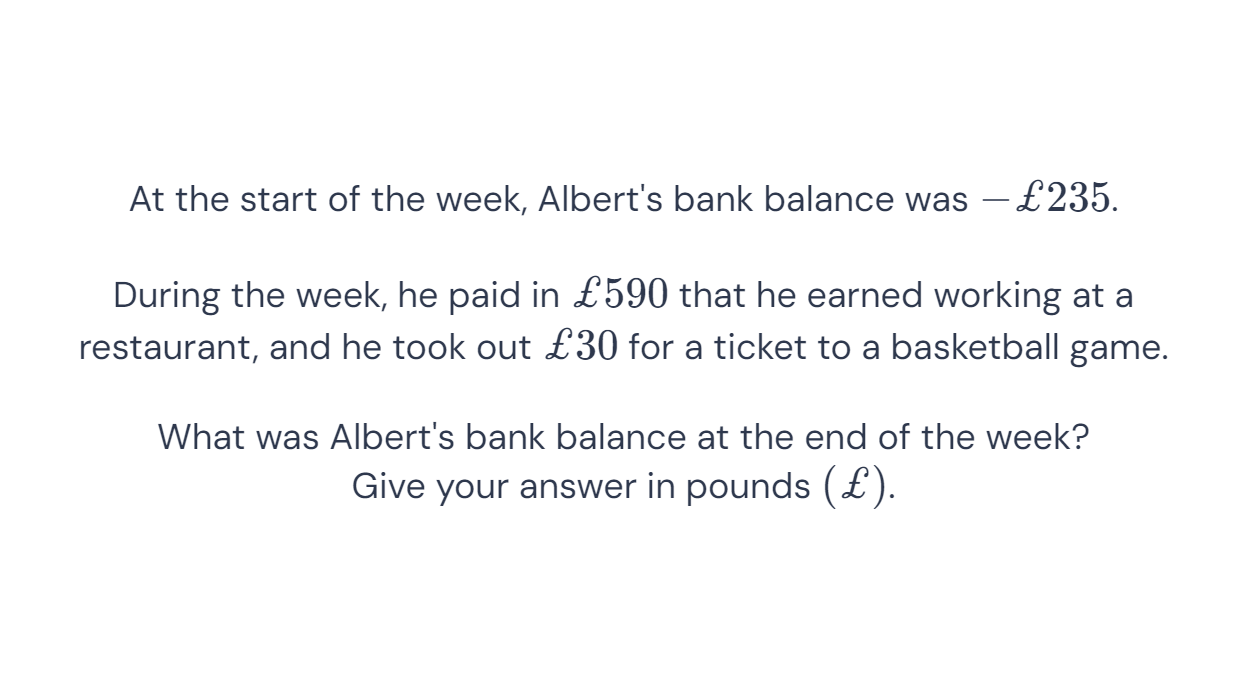 At the start of the week, Albert's bank balance was −£235.
During the week, he paid in £590 that he earned working at a
restaurant, and he took out £30 for a ticket to a basketball game.
What was Albert's bank balance at the end of the week?
Give your answer in pounds (£).